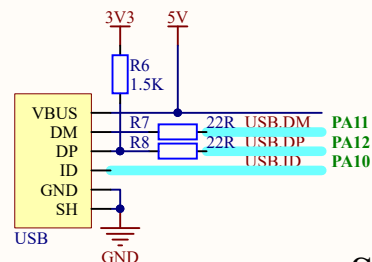 3V3 5V
R6
1.5K
VBUS
DM R7 22R USB.DM PA11
DP R8 22R USB.DP PA12
ID USB.ID PA10
GND
SH
USB
GND